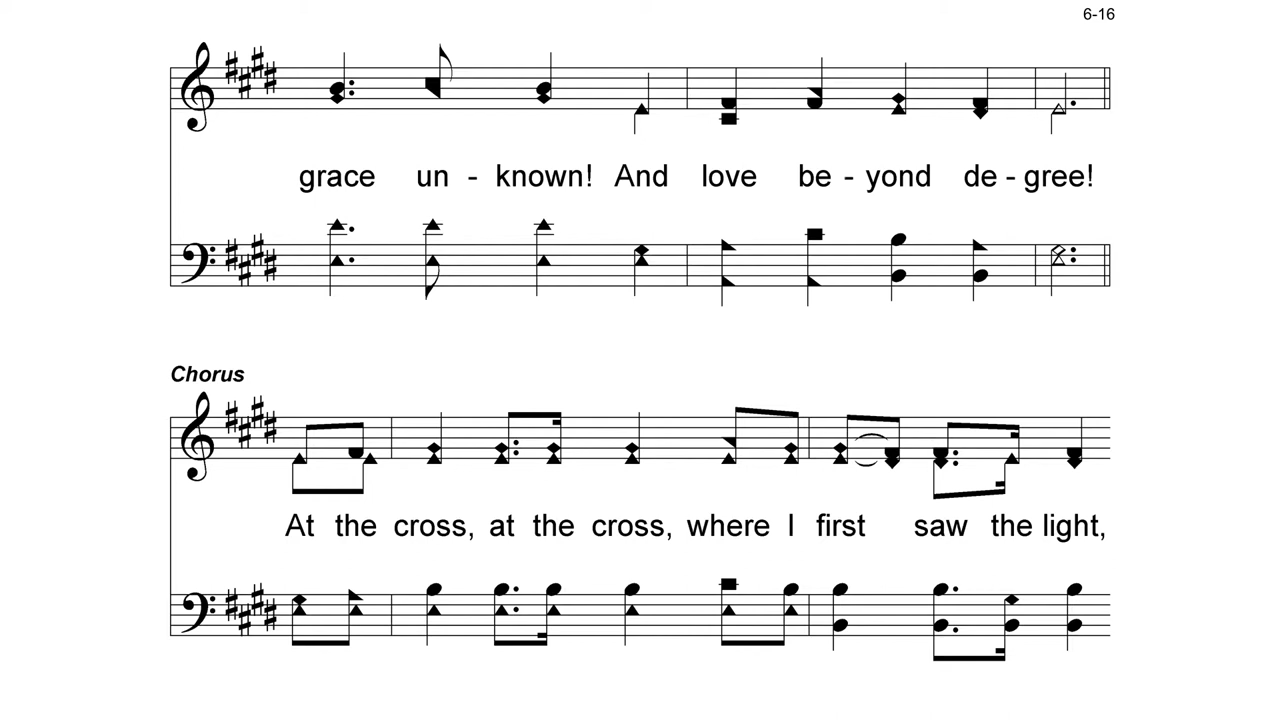 6-16
grace un - known! And love be - yond de - gree!
Chorus
At the cross, at the cross, where I first saw the light,